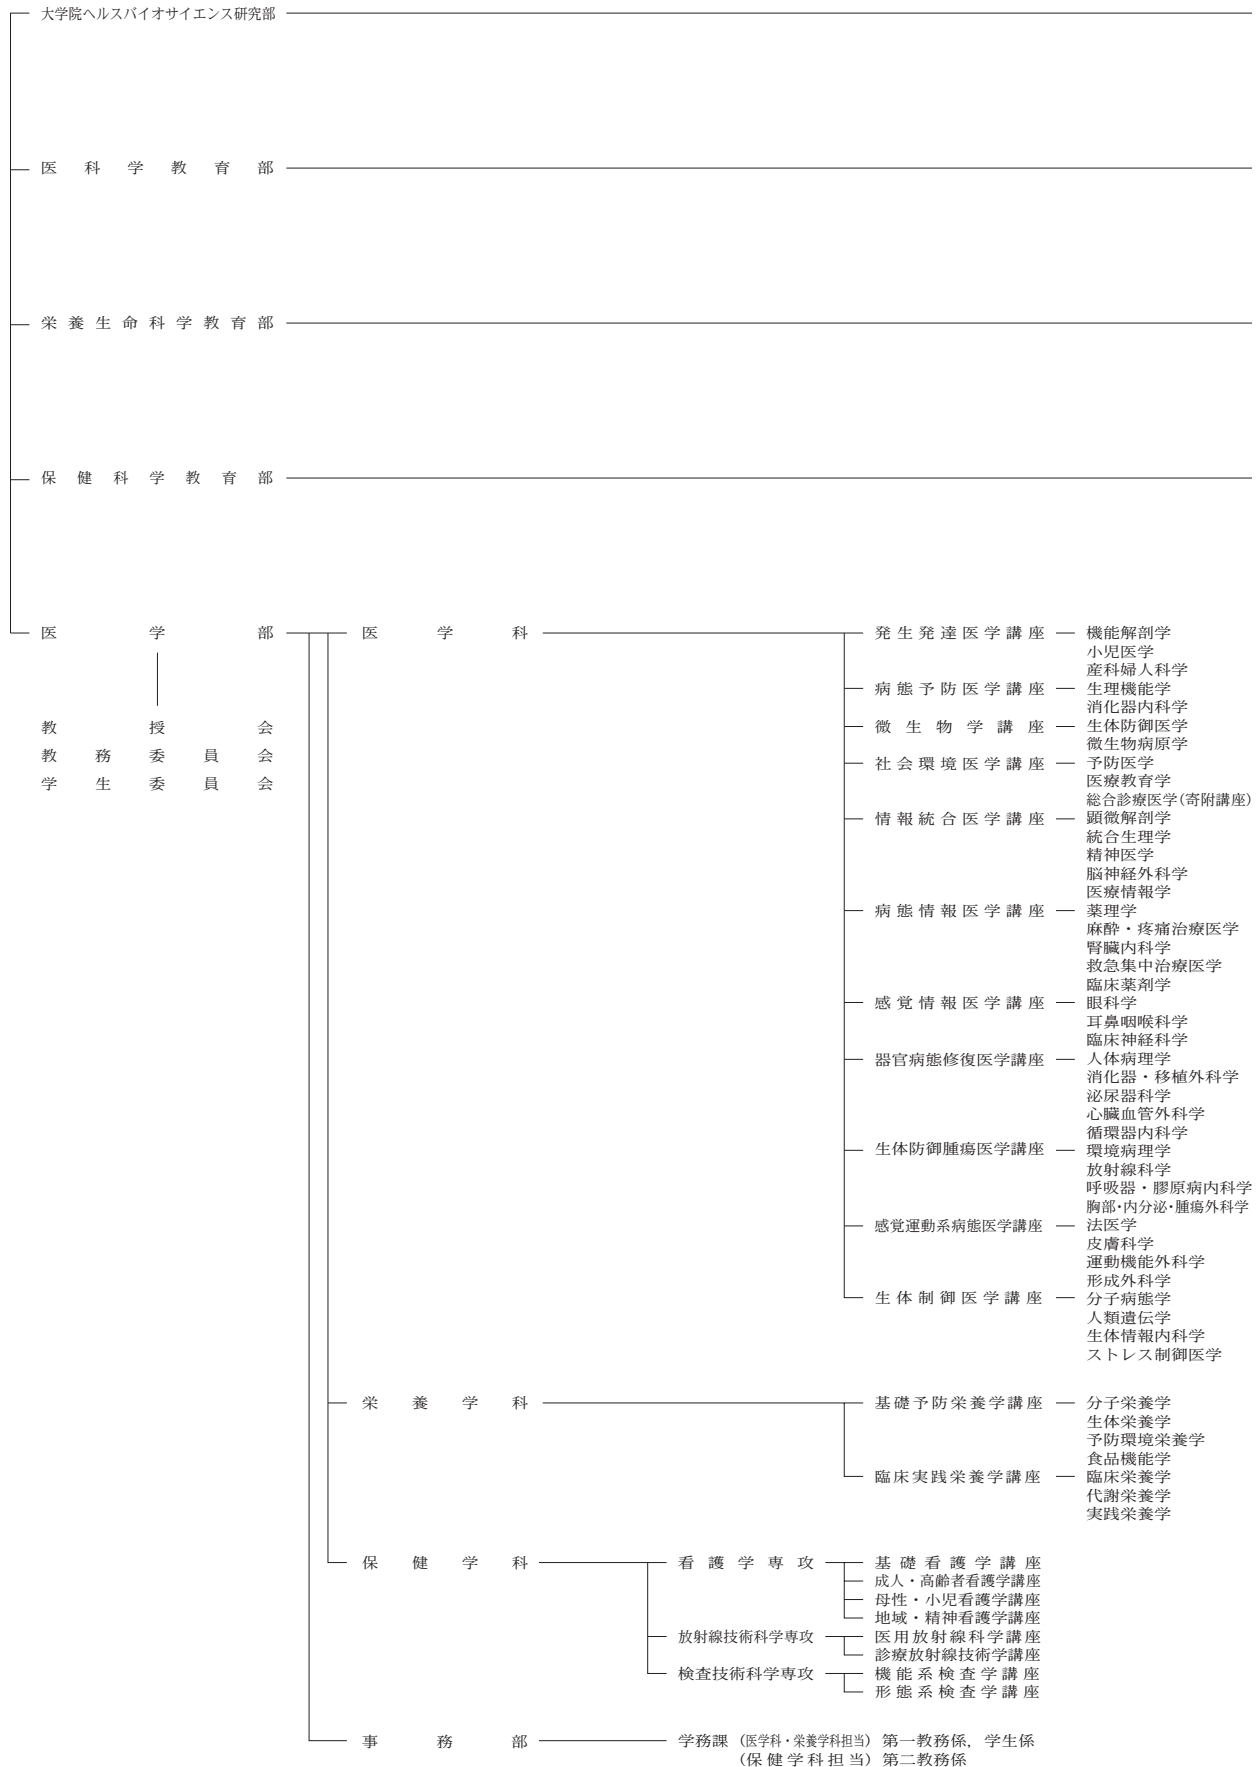 大学院ヘルスバイオサイエンス研究部
医科学教育部
栄養生命科学教育部
保健科学教育部
医学部 医学科 発生発達医学講座 機能解剖学
小児医学
産科婦人科学
病態予防医学講座 生理機能学
消化器内科学
教授会 微生物学講座 生体防御医学
微生物病原学
教務委員会
社会環境医学講座 予防医学
学生委員会 医療教育学
総合診療医学(寄附講座)
情報統合医学講座 顕微解剖学
統合生理学
精神医学
脳神経外科学
医療情報学
病態情報医学講座 薬理学
麻酔・疼痛治療医学
腎臓内科学
救急集中治療医学
臨床薬剤学
感覚情報医学講座 眼科学
耳鼻咽喉科学
臨床神経科学
器官病態修復医学講座 人体病理学
消化器・移植外科学
泌尿器科学
心臓血管外科学
循環器内科学
生体防御腫瘍医学講座 環境病理学
放射線科学
呼吸器・膠原病内科学
胸部・内分泌・腫瘍外科学
感覚運動系病態医学講座 法医学
皮膚科学
運動機能外科学
形成外科学
生体制御医学講座 分子病態学
人類遺伝学
生体情報内科学
ストレス制御医学
栄養学科 基礎予防栄養学講座 分子栄養学
生体栄養学
予防環境栄養学
食品機能学
臨床実践栄養学講座 臨床栄養学
代謝栄養学
実践栄養学
保健学科 看護学専攻 基礎看護学講座
成人・高齢者看護学講座
母性・小児看護学講座
地域・精神看護学講座
放射線技術科学専攻 医用放射線科学講座
診療放射線技術学講座
検査技術科学専攻 機能系検査学講座
形態系検査学講座
事務部 学務課 (医学科・栄養学科担当) 第一教務係, 学生係
(保健学科担当) 第二教務係